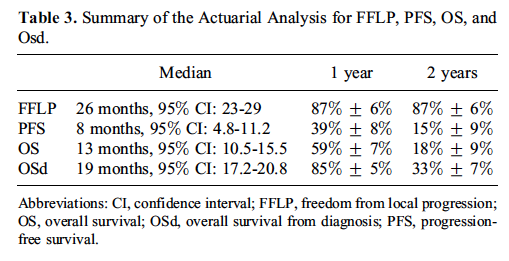 Table 3. Summary of the Actuarial Analysis for FFLP, PFS, OS, and
Osd.
Median 1 year 2 years
FFLP 26 months, 95% CI: 23-29 87% ± 6% 87% ± 6%
PFS 8 months, 95% CI: 4.8-11.2 39% ± 8% 15% ± 9%
OS 13 months, 95% CI: 10.5-15.5 59% ± 7% 18% ± 9%
OSd 19 months, 95% CI: 17.2-20.8 85% ± 5% 33% ± 7%
Abbreviations: CI, confidence interval; FFLP, freedom from local progression;
OS, overall survival; OSd, overall survival from diagnosis; PFS, progression-
free survival.